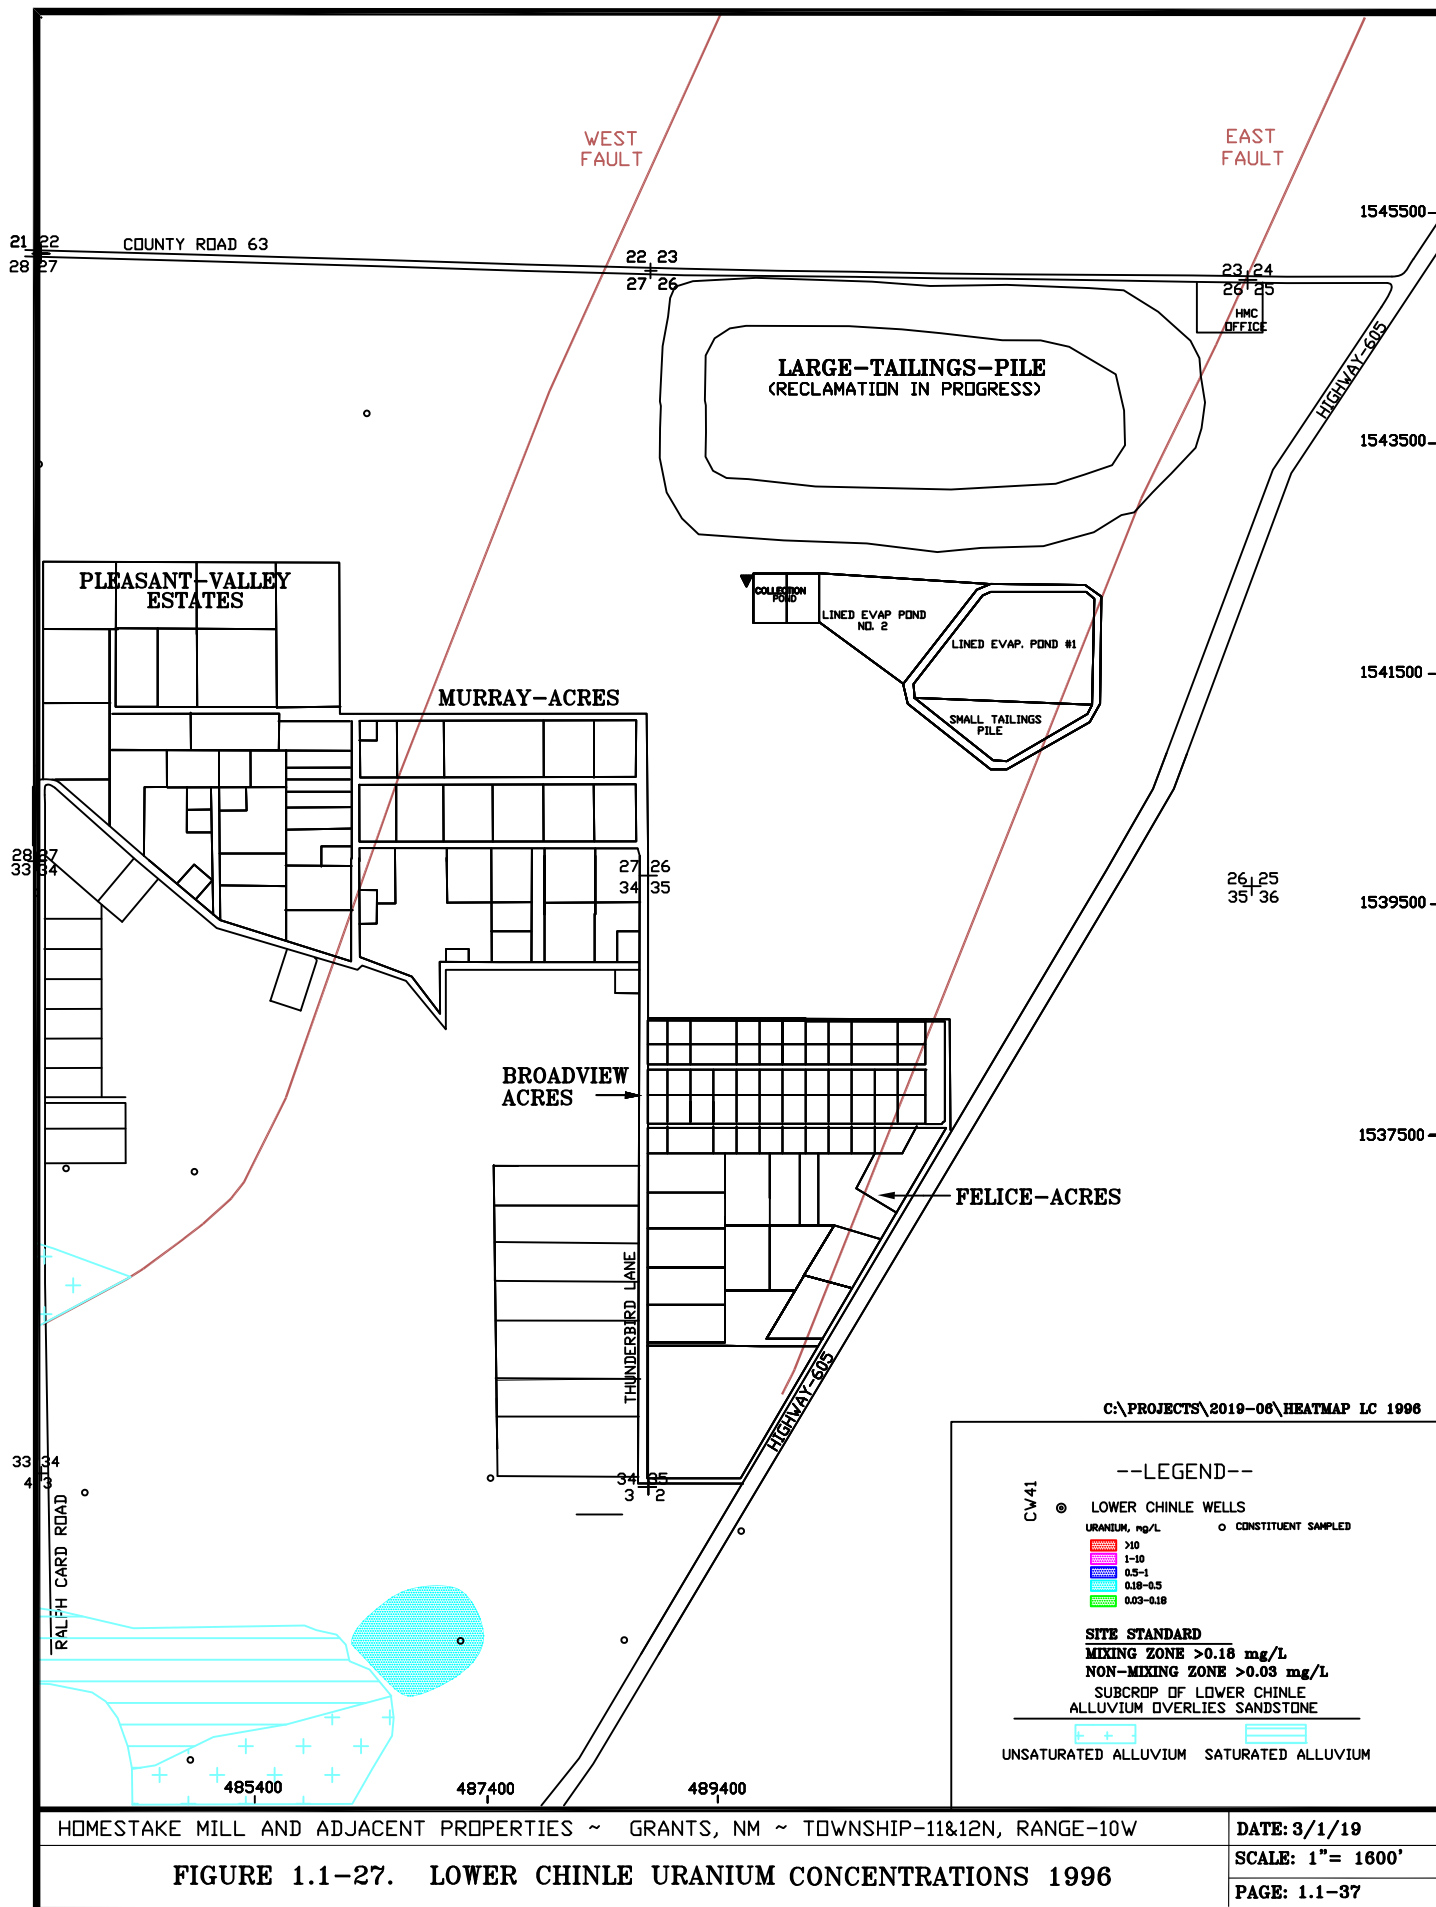 WEST
FAULT
EAST
FAULT
1545500
21 22
28 27
COUNTY ROAD 63
22 23
27 26
23 24
26 25
HMC
OFFICE
LARGE-TAILINGS-PILE
(RECLAMATION IN PROGRESS)
HIGHWAY-605
1543500
PLEASANT-VALLEY
ESTATES
COLLECTION
POND
LINED EVAP POND
NO. 2
LINED EVAP. POND #1
1541500
MURRAY-ACRES
SMALL TAILINGS
PILE
28 27
33 34
27 26
34 35
26 25
35 36
1539500
BROADVIEW
ACRES
1537500
FELICE-ACRES
THUNDERBIRD LANE
HIGHWAY-605
C:\PROJECTS\2019-06\HEATMAP LC 1996
33 34
4 3
34 35
3 2
RALPH CARD ROAD
--LEGEND--
CW41
LOWER CHINLE WELLS
URANIUM, mg/L
CONSTITUENT SAMPLED
>10
1-10
0.5-1
0.18-0.5
0.03-0.18
SITE STANDARD
MIXING ZONE >0.18 mg/L
NON-MIXING ZONE >0.03 mg/L
SUBCROP OF LOWER CHINLE
ALLUVIUM OVERLIES SANDSTONE
UNSATURATED ALLUVIUM
SATURATED ALLUVIUM
485400
487400
489400
HOMESTAKE MILL AND ADJACENT PROPERTIES ~ GRANTS, NM ~ TOWNSHIP-11&12N, RANGE-10W
DATE: 3/1/19
FIGURE 1.1-27. LOWER CHINLE URANIUM CONCENTRATIONS 1996
SCALE: 1"= 1600'
PAGE: 1.1-37